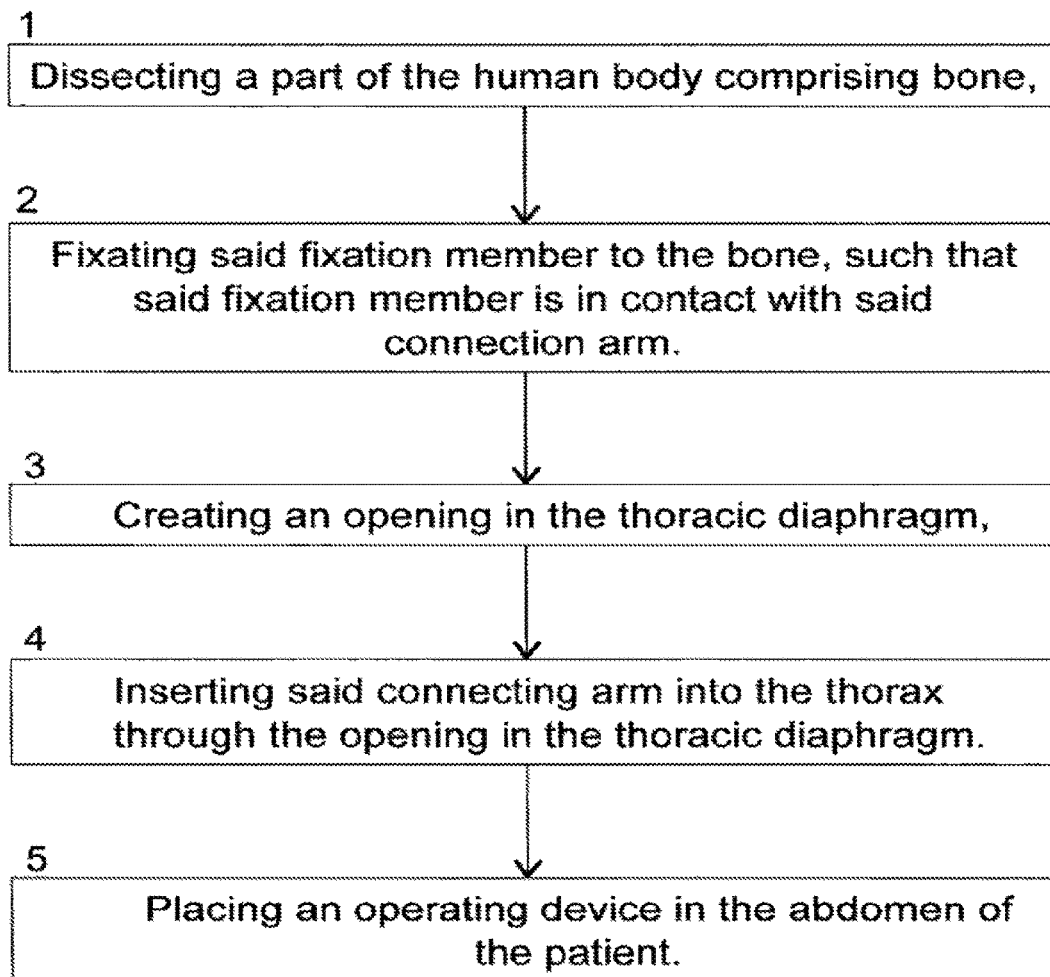 1
Dissecting a part of the human body comprising bone,
2
Fixating said fixation member to the bone, such that
said fixation member is in contact with said
connection arm.
3
Creating an opening in the thoracic diaphragm,
4
Inserting said connecting arm into the thorax
through the opening in the thoracic diaphragm.
5
Placing an operating device in the abdomen of
the patient.